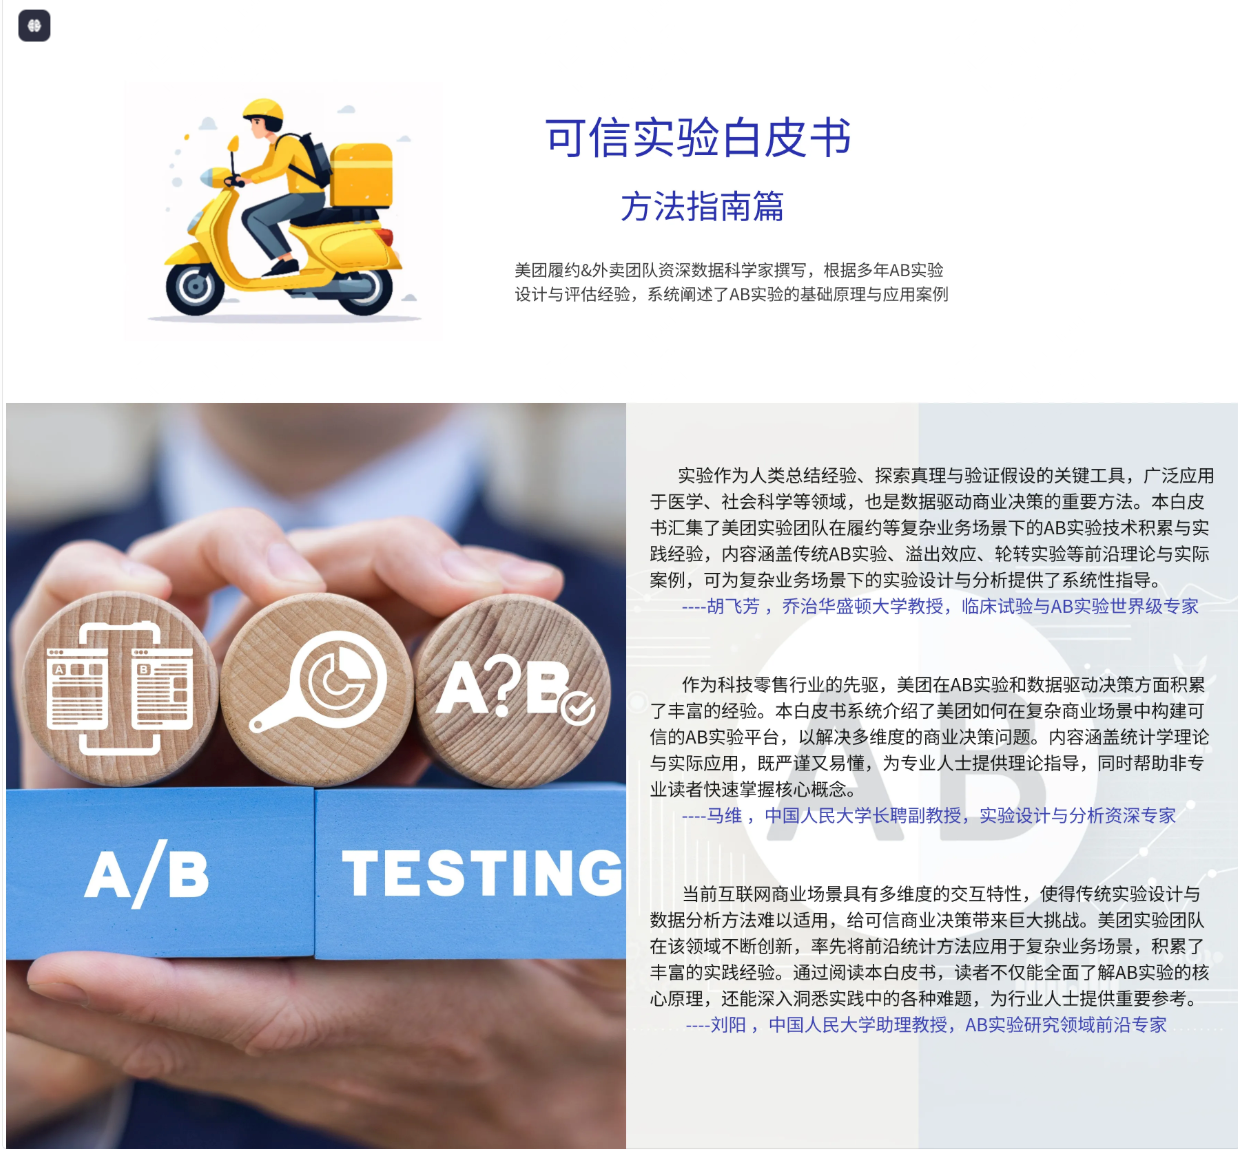 可信实验白皮书
方法指南篇
美团履约&外卖团队资深数据科学家撰写，根据多年AB实验
设计与评估经验，系统阐述了AB实验的基础原理与应用案例
A
B
A?B
A/B
TESTING
实验作为人类总结经验、探索真理与验证假设的关键工具，广泛应用
于医学、社会科学等领域，也是数据驱动商业决策的重要方法。本白皮
书汇集了美团实验团队在履约等复杂业务场景下的AB实验技术积累与实
践经验，内容涵盖传统AB实验、溢出效应、轮转实验等前沿理论与实际
案例，可为复杂业务场景下的实验设计与分析提供了系统性指导。
----胡飞芳 ，乔治华盛顿大学教授，临床试验与AB实验世界级专家
作为科技零售行业的先驱，美团在AB实验和数据驱动决策方面积累
了丰富的经验。本白皮书系统介绍了美团如何在复杂商业场景中构建可
信的AB实验平台，以解决多维度的商业决策问题。内容涵盖统计学理论
与实际应用，既严谨又易懂，为专业人士提供理论指导，同时帮助非专
业读者快速掌握核心概念。
----马维 ，中国人民大学长聘副教授，实验设计与分析资深专家
当前互联网商业场景具有多维度的交互特性，使得传统实验设计与
数据分析方法难以适用，给可信商业决策带来巨大挑战。美团实验团队
在该领域不断创新，率先将前沿统计方法应用于复杂业务场景，积累了
丰富的实践经验。通过阅读本白皮书，读者不仅能全面了解AB实验的核
心原理，还能深入洞悉实践中的各种难题，为行业人士提供重要参考。
----刘阳 ，中国人民大学助理教授，AB实验研究领域前沿专家
AB